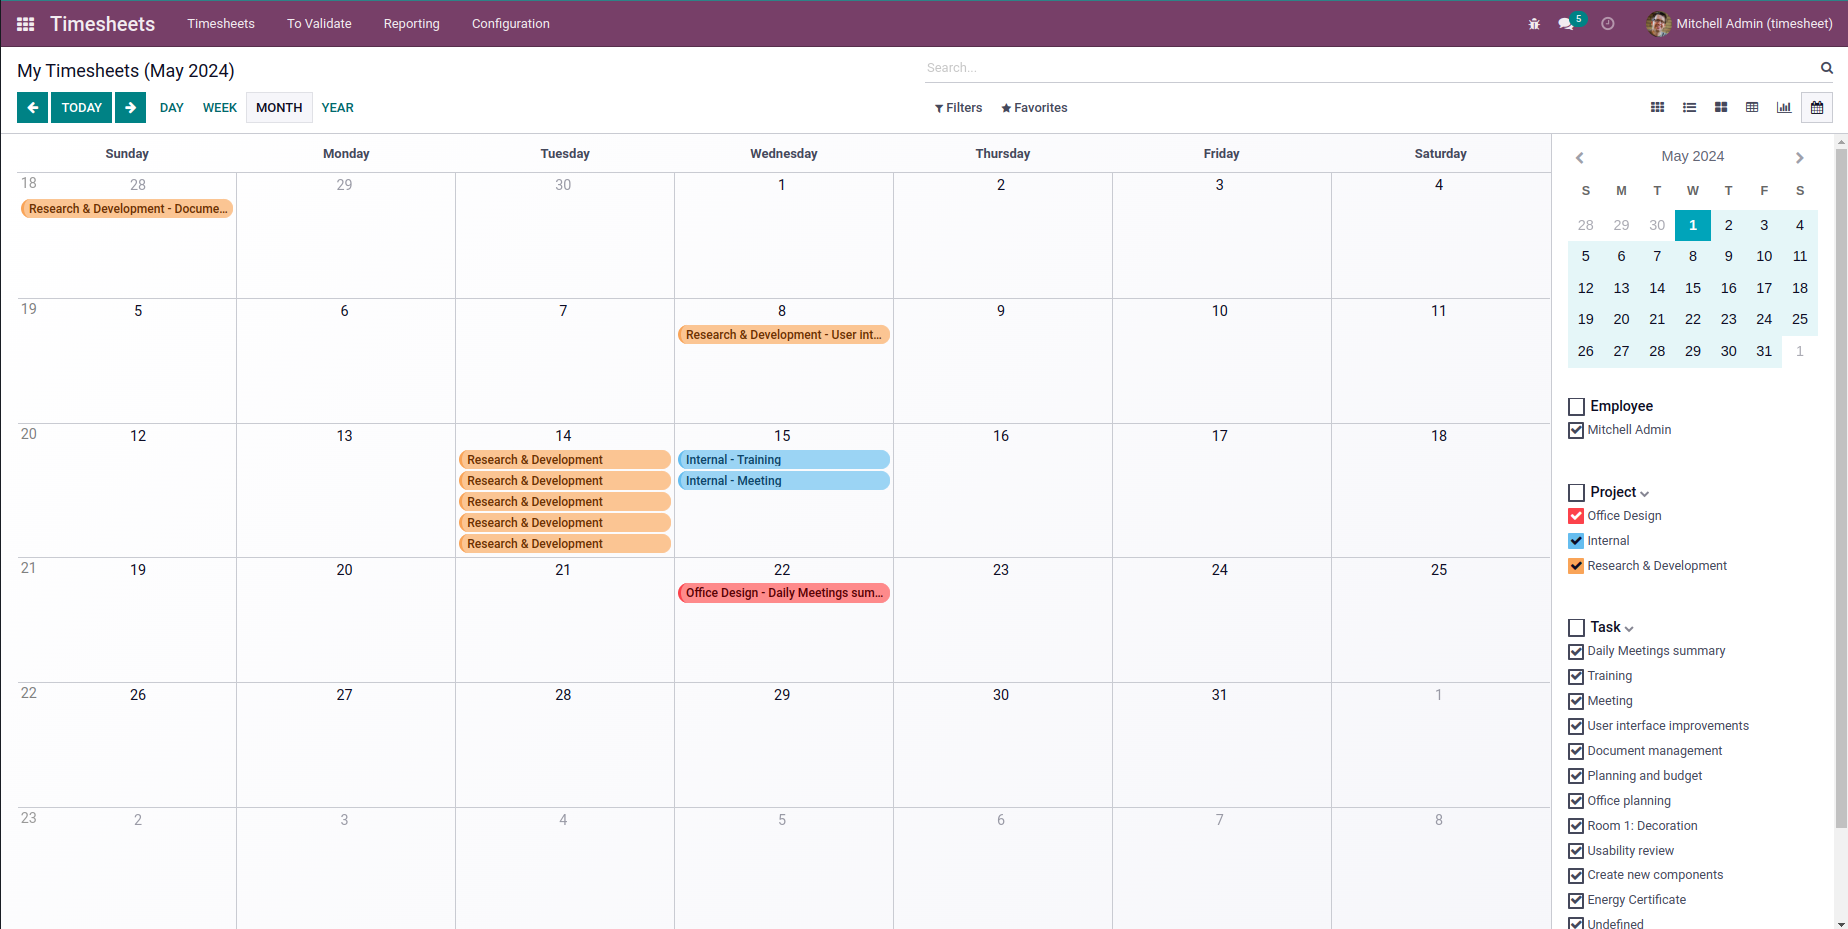 Timesheets Timesheets To Validate Reporting Configuration 5 Mitchell Admin (timesheet)
My Timesheets (May 2024) Search...
TODAY DAY WEEK MONTH YEAR Filters Favorites
Sunday Monday Tuesday Wednesday Thursday Friday Saturday
18 28 29 30 1 2 3 4
Research & Development - Docume...
19 5 6 7 8 9 10 11
Research & Development - User int...
20 12 13 14 15 16 17 18
Research & Development Internal - Training
Research & Development Internal - Meeting
Research & Development
Research & Development
Research & Development
21 19 20 21 22 23 24 25
Office Design - Daily Meetings sum...
22 26 27 28 29 30 31 1
23 2 3 4 5 6 7 8
May 2024
S M T W T F S
28 29 30 1 2 3 4
5 6 7 8 9 10 11
12 13 14 15 16 17 18
19 20 21 22 23 24 25
26 27 28 29 30 31 1
Employee
Mitchell Admin
Project
Office Design
Internal
Research & Development
Task
Daily Meetings summary
Training
Meeting
User interface improvements
Document management
Planning and budget
Office planning
Room 1: Decoration
Usability review
Create new components
Energy Certificate
Undefined